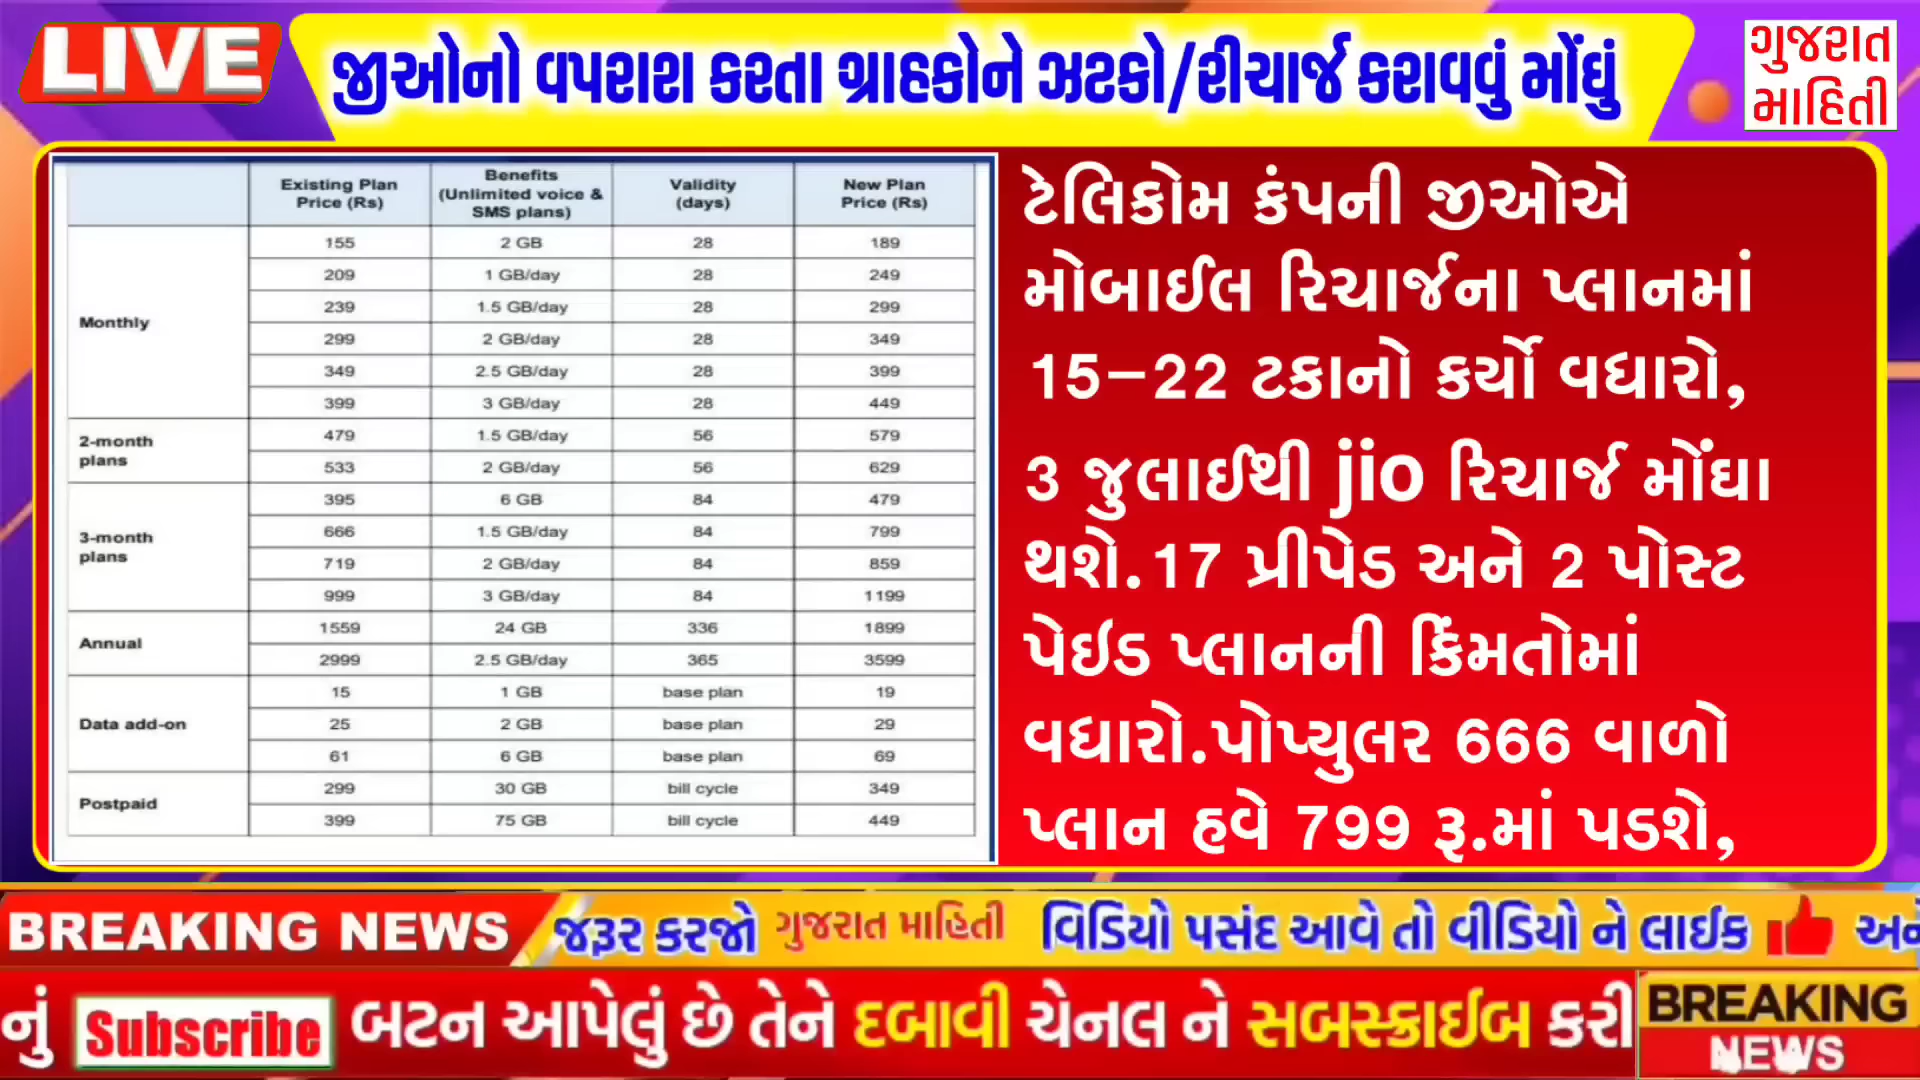 LIVE
જીઓનો વપરાશ કરતા ગ્રાહકોને ઝટકો/રીચાર્જ કરાવવું મોંઘું
ગુજરાત
માહિતી
Existing Plan Price (Rs) Benefits (Unlimited voice & SMS plans) Validity (days) New Plan Price (Rs)
Monthly
155 2 GB 28 189
209 1 GB/day 28 249
239 1.5 GB/day 28 299
299 2 GB/day 28 349
349 2.5 GB/day 28 399
399 3 GB/day 28 449
2-month plans
479 1.5 GB/day 56 579
533 2 GB/day 56 629
3-month plans
395 6 GB 84 479
666 1.5 GB/day 84 799
719 2 GB/day 84 859
999 3 GB/day 84 1199
Annual
1559 24 GB 336 1899
2999 2.5 GB/day 365 3599
Data add-on
15 1 GB base plan 19
25 2 GB base plan 29
61 6 GB base plan 69
Postpaid
299 30 GB bill cycle 349
399 75 GB bill cycle 449
ટેલિકોમ કંપની જીઓએ
મોબાઈલ રિચાર્જના પ્લાનમાં
15-22 ટકાનો કર્યો વધારો,
3 જુલાઈથી jio રિચાર્જ મોંઘા
થશે.17 પ્રીપેડ અને 2 પોસ્ટ
પેઇડ પ્લાનની કિંમતોમાં
વધારો.પોપ્યુલર 666 વાળો
પ્લાન હવે 799 રૂ.માં પડશે,
BREAKING NEWS જરૂર કરજો ગુજરાત માહિતી વિડિયો પસંદ આવે તો વીડિયો ને લાઈક અને
નું Subscribe બટન આપેલું છે તેને દબાવી ચેનલ ને સબસ્ક્રાઈબ કરી
BREAKING
NEWS